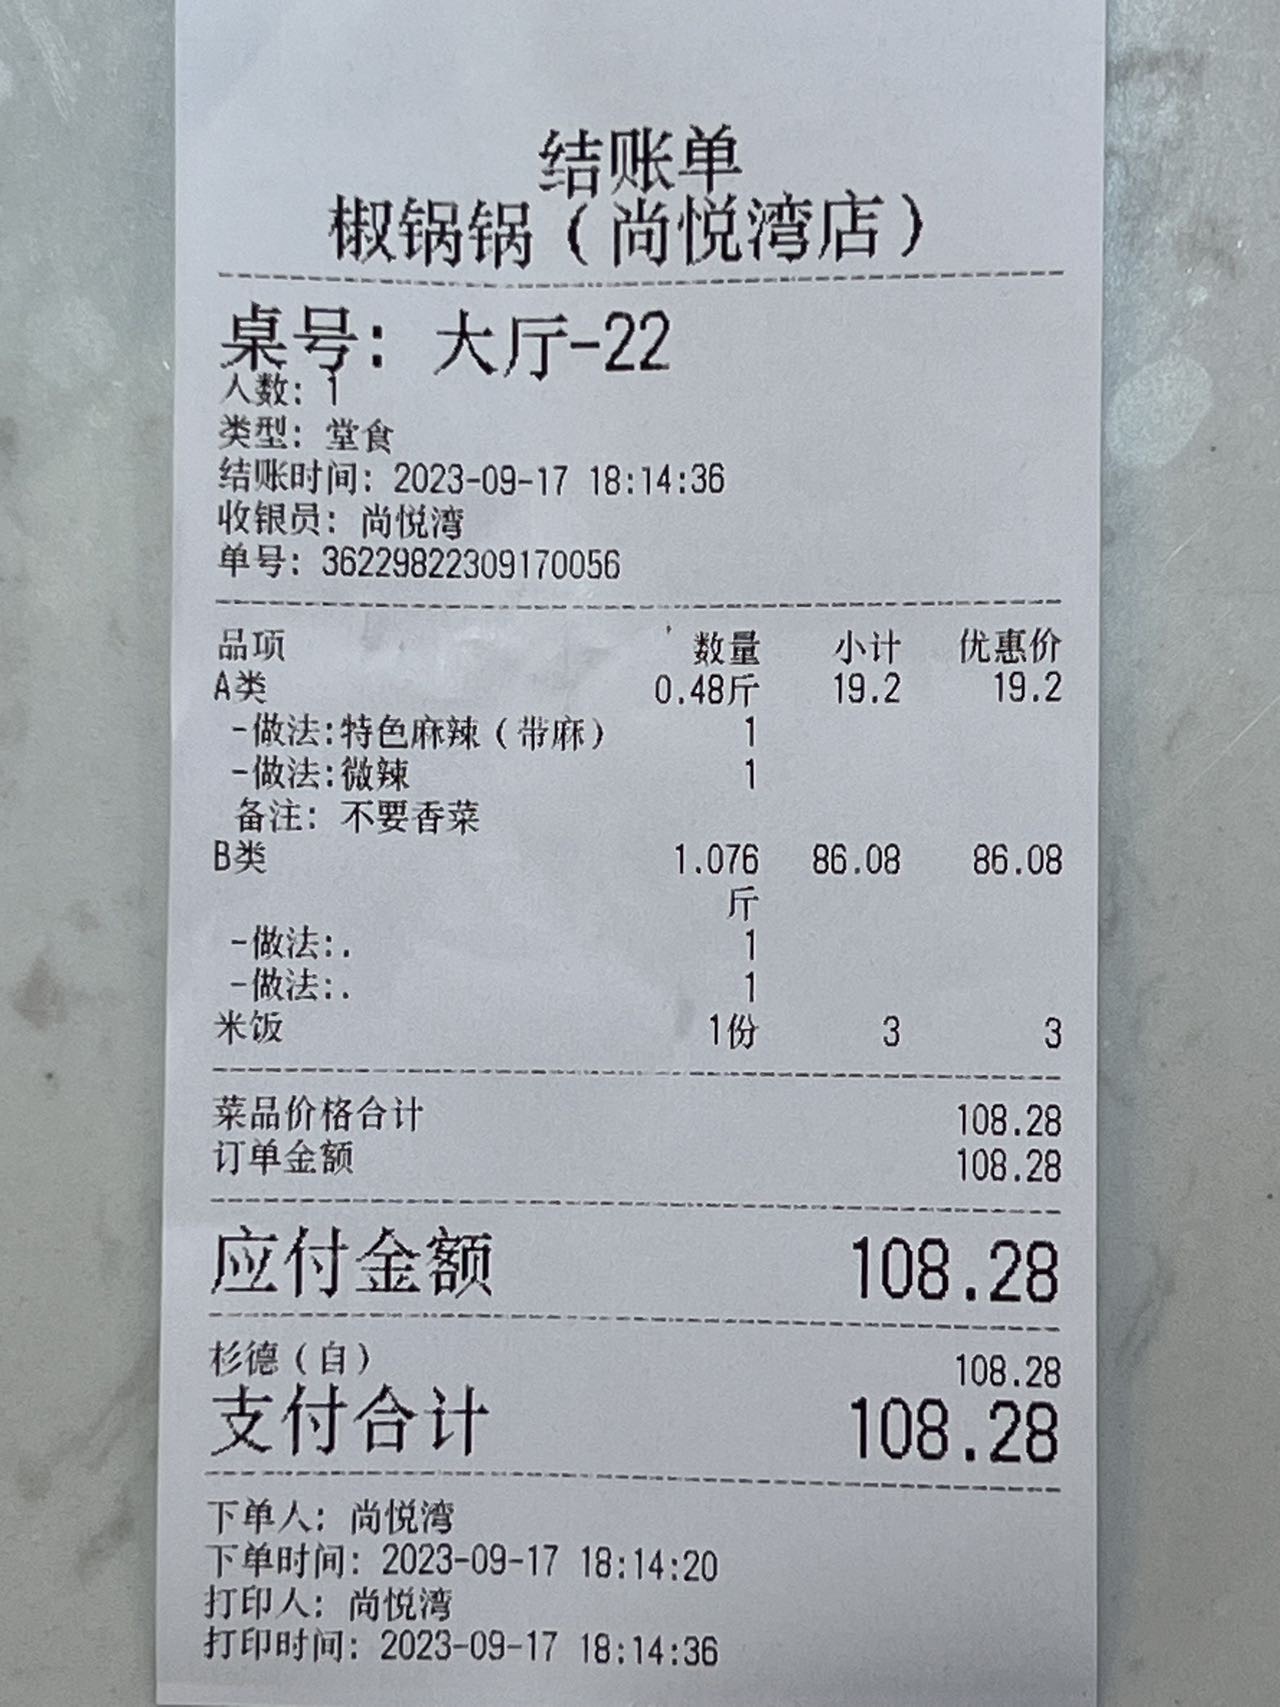 结账单
椒锅锅（尚悦湾店）
桌号：大厅-22
人数：1
类型：堂食
结账时间：2023-09-17 18:14:36
收银员：尚悦湾
单号：36229822309170056
品项 数量 小计 优惠价
A类 0.48斤 19.2 19.2
-做法:特色麻辣（带麻） 1
-做法:微辣 1
备注：不要香菜
B类 1.076 86.08 86.08
斤
-做法:. 1
-做法:. 1
米饭 1份 3 3
菜品价格合计 108.28
订单金额 108.28
应付金额 108.28
杉德（自） 108.28
支付合计 108.28
下单人：尚悦湾
下单时间：2023-09-17 18:14:20
打印人：尚悦湾
打印时间：2023-09-17 18:14:36